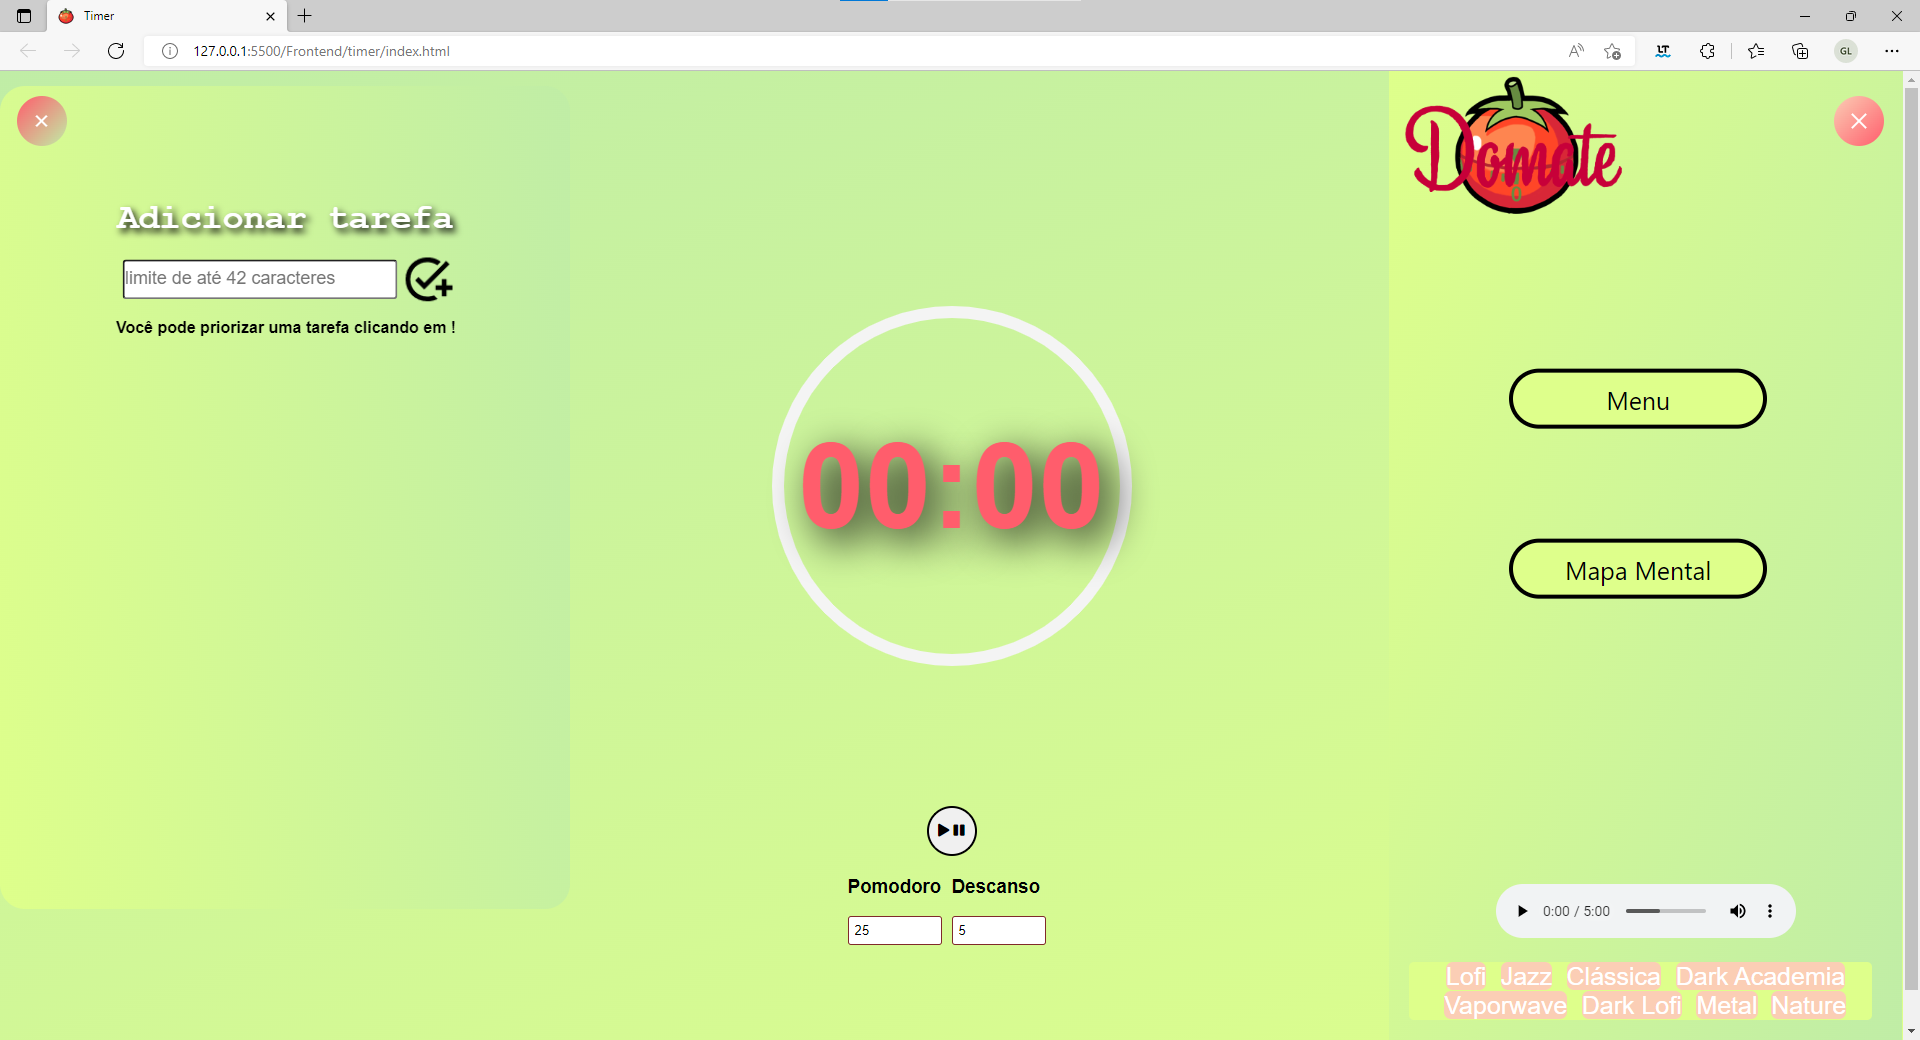 Timer
127.0.0.1:5500/Frontend/timer/index.html
GL
Domate
Adicionar tarefa
limite de até 42 caracteres
Você pode priorizar uma tarefa clicando em !
Menu
00:00
Mapa Mental
Pomodoro Descanso
25 5
0:00 / 5:00
Lofi Jazz Clássica Dark Academia
Vaporwave Dark Lofi Metal Nature